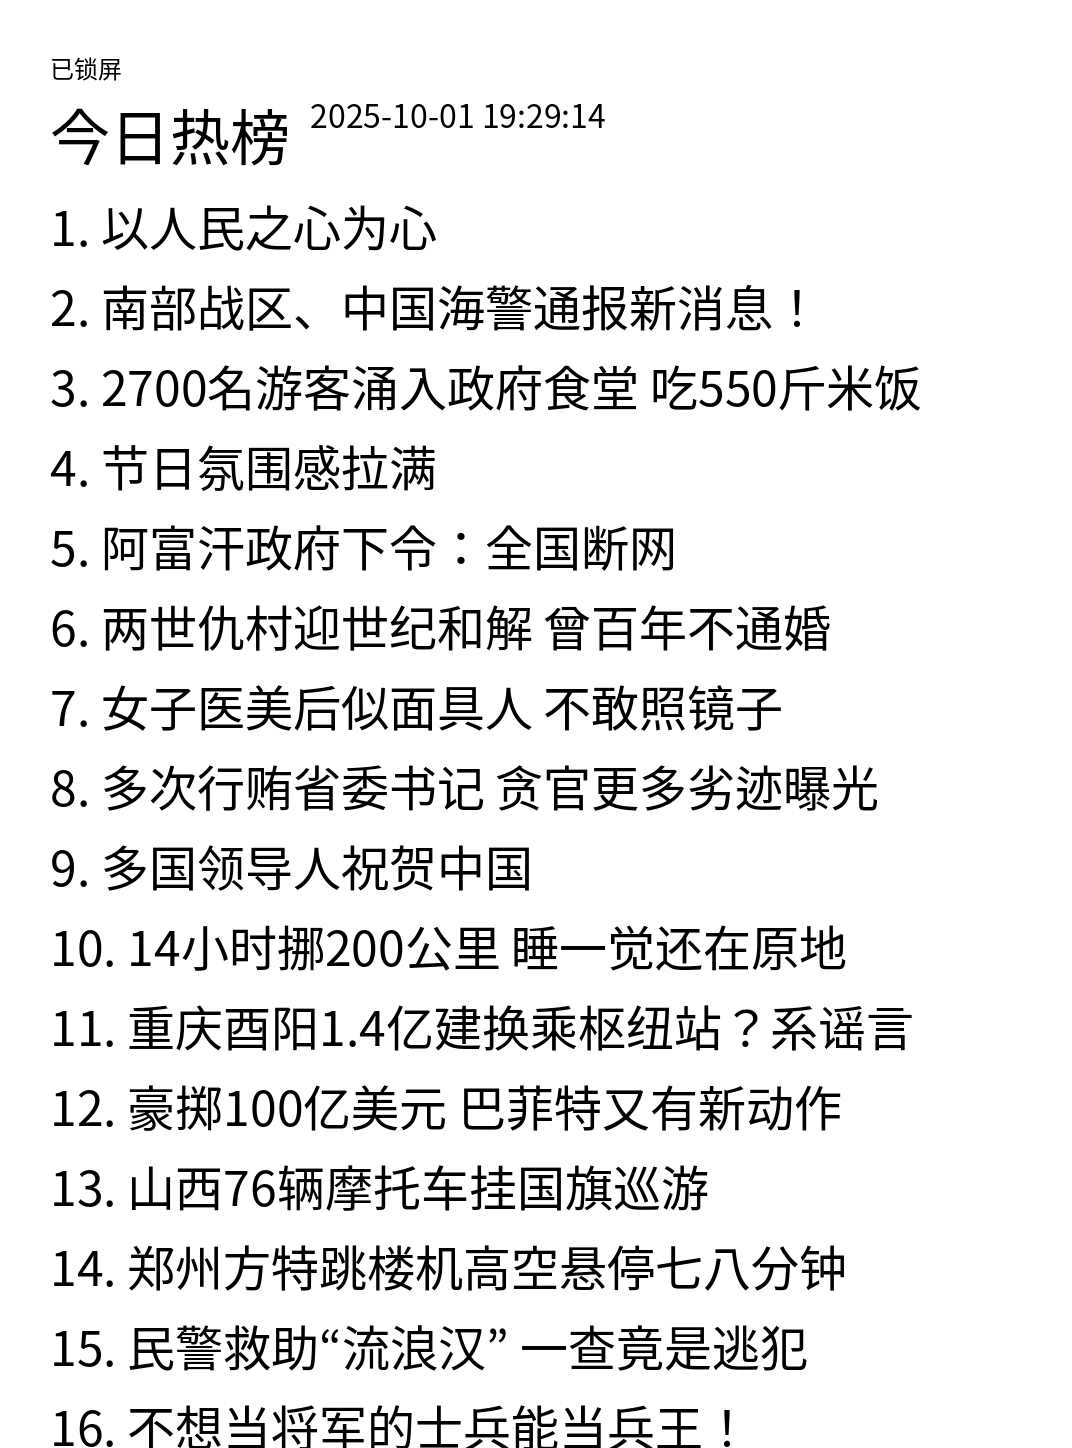 已锁屏
今日热榜 2025-10-01 19:29:14
1. 以人民之心为心
2. 南部战区、中国海警通报新消息！
3. 2700名游客涌入政府食堂 吃550斤米饭
4. 节日氛围感拉满
5. 阿富汗政府下令：全国断网
6. 两世仇村迎世纪和解 曾百年不通婚
7. 女子医美后似面具人 不敢照镜子
8. 多次行贿省委书记 贪官更多劣迹曝光
9. 多国领导人祝贺中国
10. 14小时挪200公里 睡一觉还在原地
11. 重庆酉阳1.4亿建换乘枢纽站？系谣言
12. 豪掷100亿美元 巴菲特又有新动作
13. 山西76辆摩托车挂国旗巡游
14. 郑州方特跳楼机高空悬停七八分钟
15. 民警救助“流浪汉” 一查竟是逃犯
16. 不想当将军的士兵能当兵王！